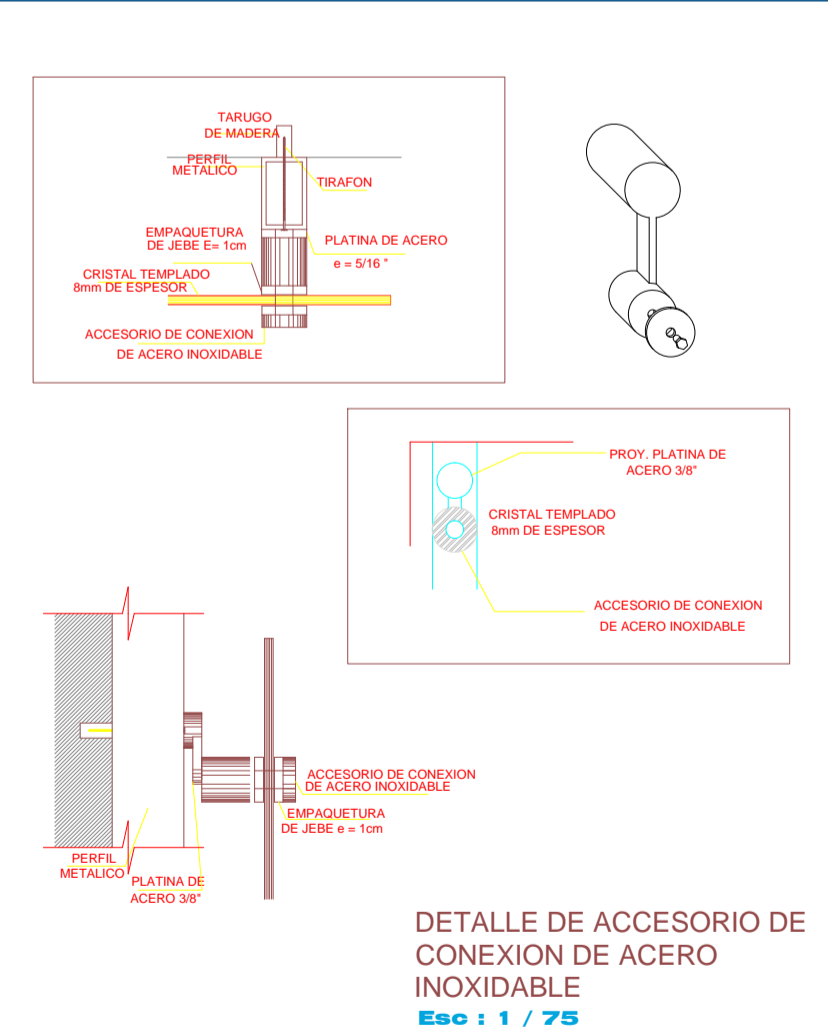 TARUGO
DE MADERA
PERFIL
METALICO
TIRAFON
EMPAQUETURA
DE JEBE E= 1cm
PLATINA DE ACERO
e = 5/16 "
CRISTAL TEMPLADO
8mm DE ESPESOR
ACCESORIO DE CONEXION
DE ACERO INOXIDABLE
PROY. PLATINA DE
ACERO 3/8"
CRISTAL TEMPLADO
8mm DE ESPESOR
ACCESORIO DE CONEXION
DE ACERO INOXIDABLE
ACCESORIO DE CONEXION
DE ACERO INOXIDABLE
EMPAQUETURA
DE JEBE e = 1cm
PERFIL
METALICO
PLATINA DE
ACERO 3/8"
DETALLE DE ACCESORIO DE
CONEXION DE ACERO
INOXIDABLE
Esc : 1 / 75